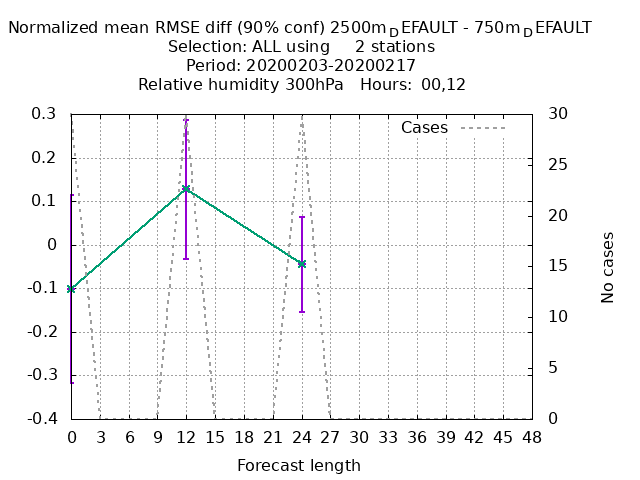 Normalized mean RMSE diff (90% conf) 2500m_DEFAULT - 750m_DEFAULT
Selection: ALL using     2 stations
Period: 20200203-20200217
Relative humidity 300hPa   Hours: 00,12
Cases
0.3
0.2
0.1
0
-0.1
-0.2
-0.3
-0.4
30
25
20
15
10
5
0
No cases
0 3 6 9 12 15 18 21 24 27 30 33 36 39 42 45 48
Forecast length